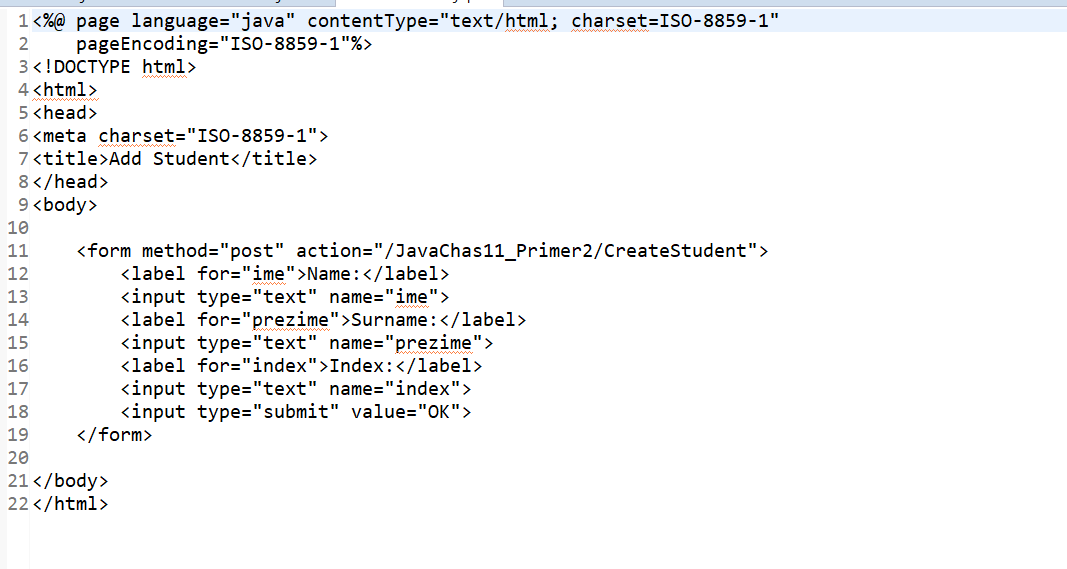 1 <%@ page language="java" contentType="text/html; charset=ISO-8859-1"
2     pageEncoding="ISO-8859-1"%>
3 <!DOCTYPE html>
4 <html>
5 <head>
6 <meta charset="ISO-8859-1">
7 <title>Add Student</title>
8 </head>
9 <body>
10
11     <form method="post" action="/JavaChas11_Primer2/CreateStudent">
12         <label for="ime">Name:</label>
13         <input type="text" name="ime">
14         <label for="prezime">Surname:</label>
15         <input type="text" name="prezime">
16         <label for="index">Index:</label>
17         <input type="text" name="index">
18         <input type="submit" value="OK">
19     </form>
20
21 </body>
22 </html>